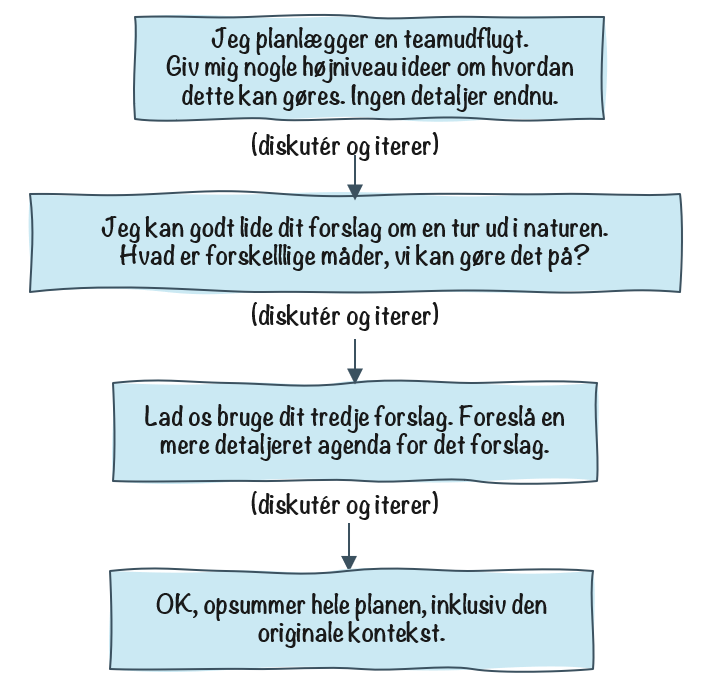 Jeg planlægger en teamudflugt.
Giv mig nogle højniveau ideer om hvordan
dette kan gøres. Ingen detaljer endnu.
(diskutér og iterer)
Jeg kan godt lide dit forslag om en tur ud i naturen.
Hvad er forskelllige måder, vi kan gøre det på?
(diskutér og iterer)
Lad os bruge dit tredje forslag. Foreslå en
mere detaljeret agenda for det forslag.
(diskutér og iterer)
OK, opsummer hele planen, inklusiv den
originale kontekst.